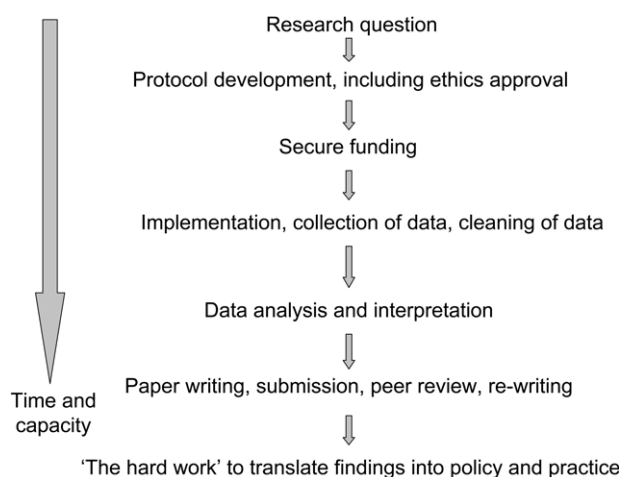 Research question
Protocol development, including ethics approval
Secure funding
Implementation, collection of data, cleaning of data
Data analysis and interpretation
Paper writing, submission, peer review, re-writing
Time and
capacity
‘The hard work’ to translate findings into policy and practice